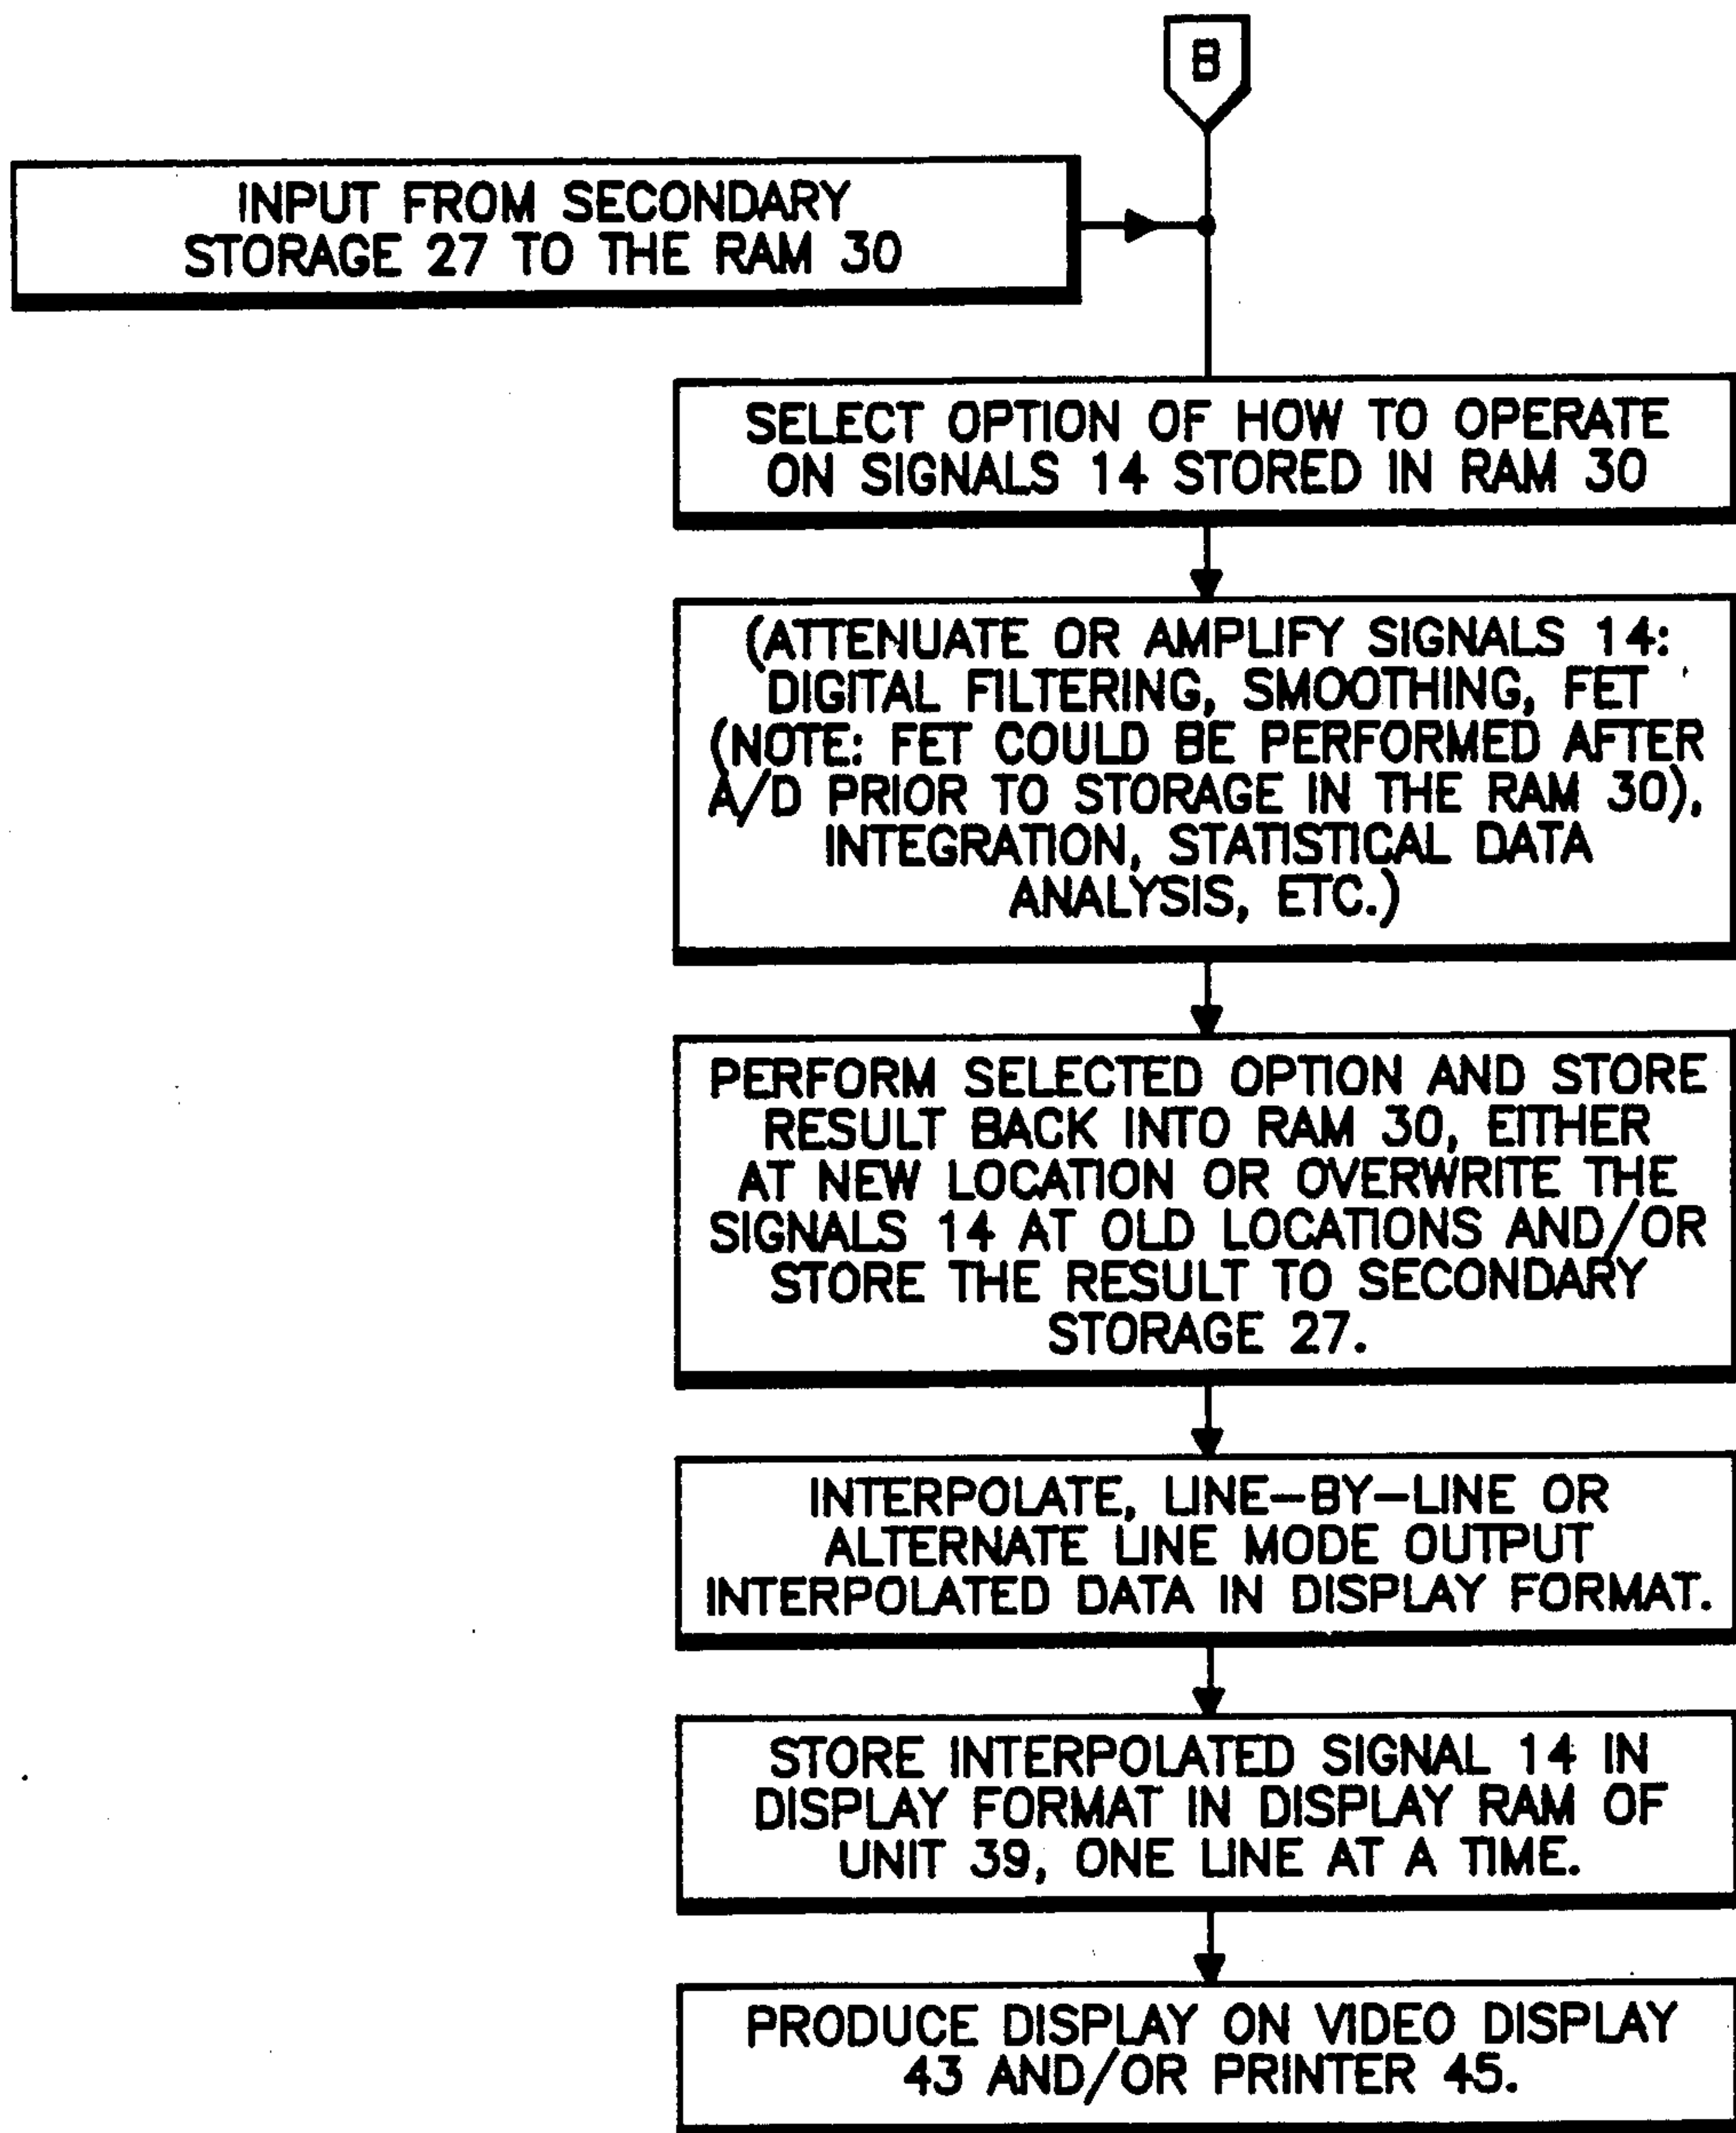 B
INPUT FROM SECONDARY
STORAGE 27 TO THE RAM 30
SELECT OPTION OF HOW TO OPERATE
ON SIGNALS 14 STORED IN RAM 30
(ATTENUATE OR AMPLIFY SIGNALS 14:
DIGITAL FILTERING, SMOOTHING, FET
(NOTE: FET COULD BE PERFORMED AFTER
A/D PRIOR TO STORAGE IN THE RAM 30),
INTEGRATION, STATISTICAL DATA
ANALYSIS, ETC.)
PERFORM SELECTED OPTION AND STORE
RESULT BACK INTO RAM 30, EITHER
AT NEW LOCATION OR OVERWRITE THE
SIGNALS 14 AT OLD LOCATIONS AND/OR
STORE THE RESULT TO SECONDARY
STORAGE 27.
INTERPOLATE, LINE-BY-LINE OR
ALTERNATE LINE MODE OUTPUT
INTERPOLATED DATA IN DISPLAY FORMAT.
STORE INTERPOLATED SIGNAL 14 IN
DISPLAY FORMAT IN DISPLAY RAM OF
UNIT 39, ONE LINE AT A TIME.
PRODUCE DISPLAY ON VIDEO DISPLAY
43 AND/OR PRINTER 45.